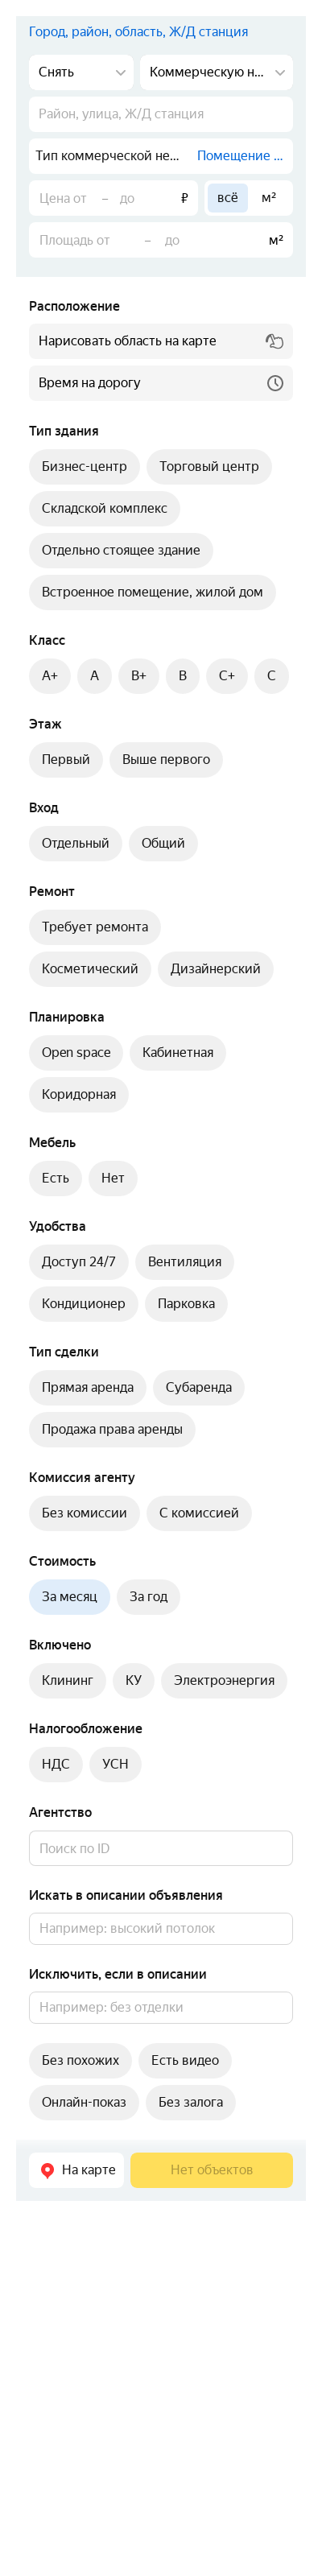 Город, район, область, Ж/Д станция
Снять Коммерческую н...
Район, улица, Ж/Д станция
Тип коммерческой не... Помещение ...
Цена от – до ₽ всё м²
Площадь от – до м²
Расположение
Нарисовать область на карте
Время на дорогу
Тип здания
Бизнес-центр Торговый центр
Складской комплекс
Отдельно стоящее здание
Встроенное помещение, жилой дом
Класс
A+ A B+ B C+ C
Этаж
Первый Выше первого
Вход
Отдельный Общий
Ремонт
Требует ремонта
Косметический Дизайнерский
Планировка
Open space Кабинетная
Коридорная
Мебель
Есть Нет
Удобства
Доступ 24/7 Вентиляция
Кондиционер Парковка
Тип сделки
Прямая аренда Субаренда
Продажа права аренды
Комиссия агенту
Без комиссии С комиссией
Стоимость
За месяц За год
Включено
Клининг КУ Электроэнергия
Налогообложение
НДС УСН
Агентство
Поиск по ID
Искать в описании объявления
Например: высокий потолок
Исключить, если в описании
Например: без отделки
Без похожих Есть видео
Онлайн-показ Без залога
На карте Нет объектов